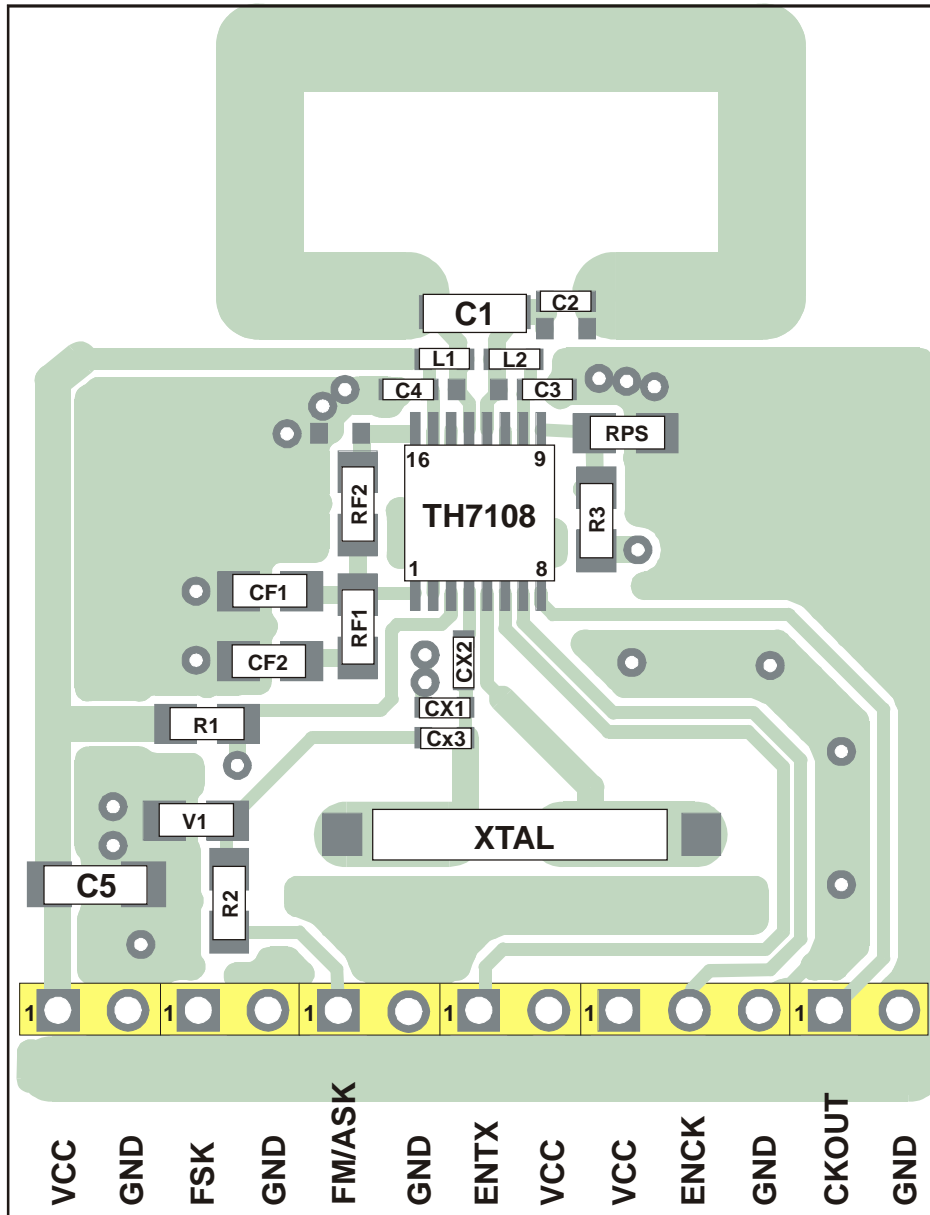 C1
C2
L1
L2
C4
C3
RPS
16
9
RF2
TH7108
R3
1
8
CF1
RF1
CF2
CX2
CX1
R1
Cx3
V1
XTAL
C5
R2
1
1
1
1
1
1
VCC
GND
FSK
GND
FM/ASK
GND
ENTX
VCC
VCC
ENCK
GND
CKOUT
GND